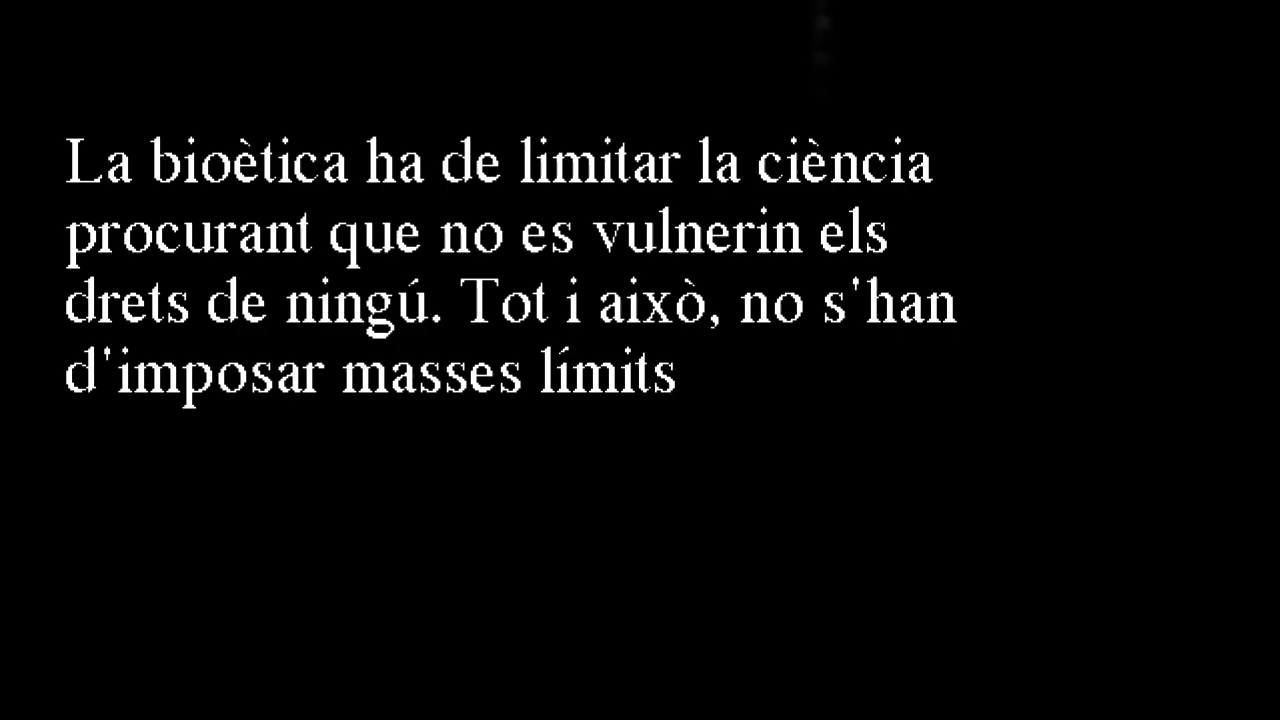 La bioètica ha de limitar la ciència
procurant que no es vulnerin els
drets de ningú. Tot i això, no s'han
d'imposar masses límits